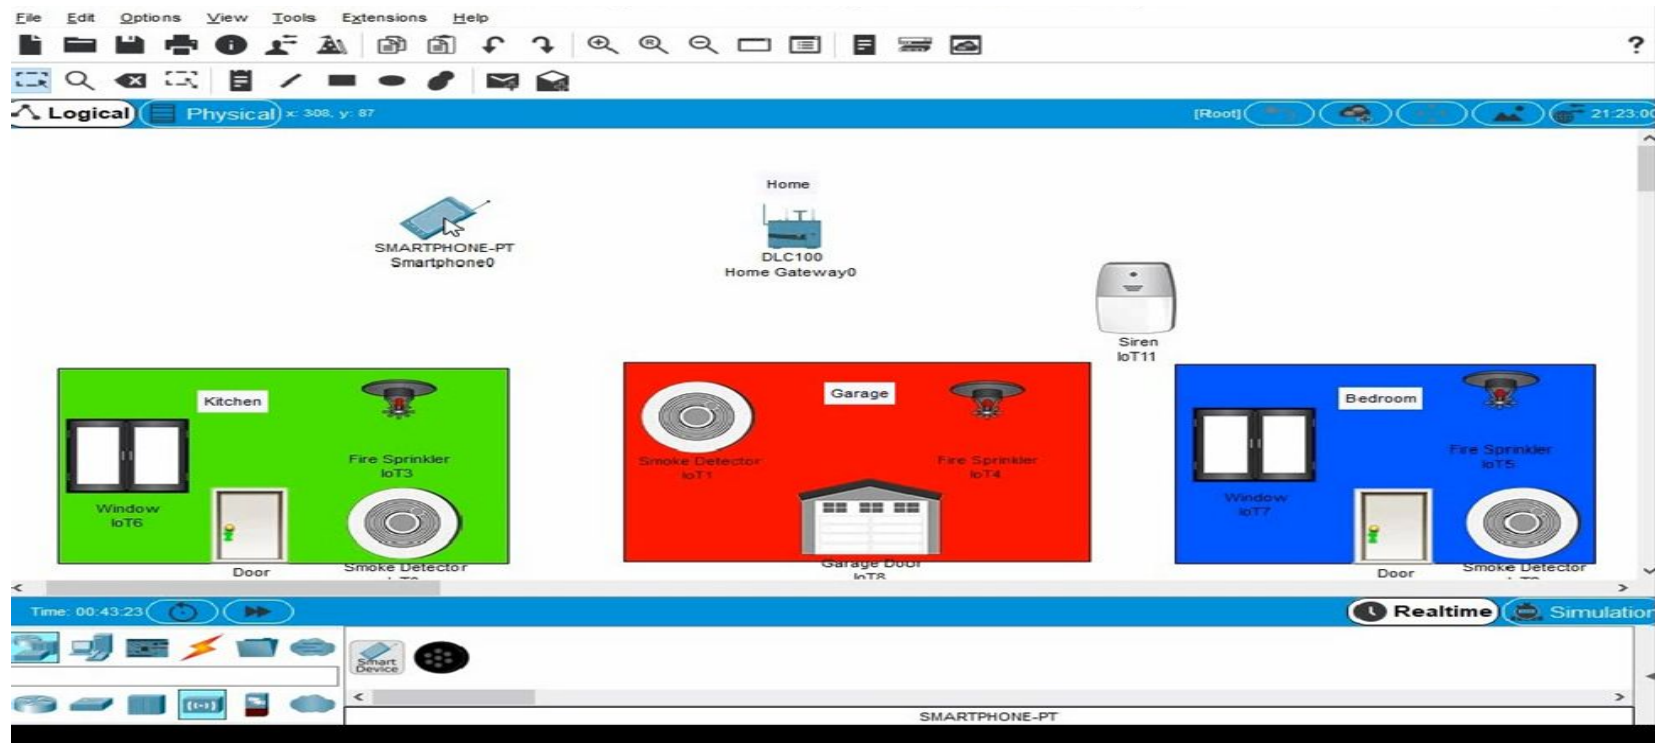 File Edit Options View Tools Extensions Help
?
Logical Physical x: 308, y: 87 [Root] 21:23:00
Home
SMARTPHONE-PT
Smartphone0
DLC100
Home Gateway0
Siren
IoT11
Kitchen
Fire Sprinkler
IoT3
Window
IoT6
Door
Smoke Detector
Garage
Smoke Detector
IoT1
Fire Sprinkler
IoT4
Garage Door
IoT8
Bedroom
Fire Sprinkler
IoT5
Window
IoT7
Door
Smoke Detector
Time: 00:43:23 Realtime Simulation
Smart
Device
SMARTPHONE-PT